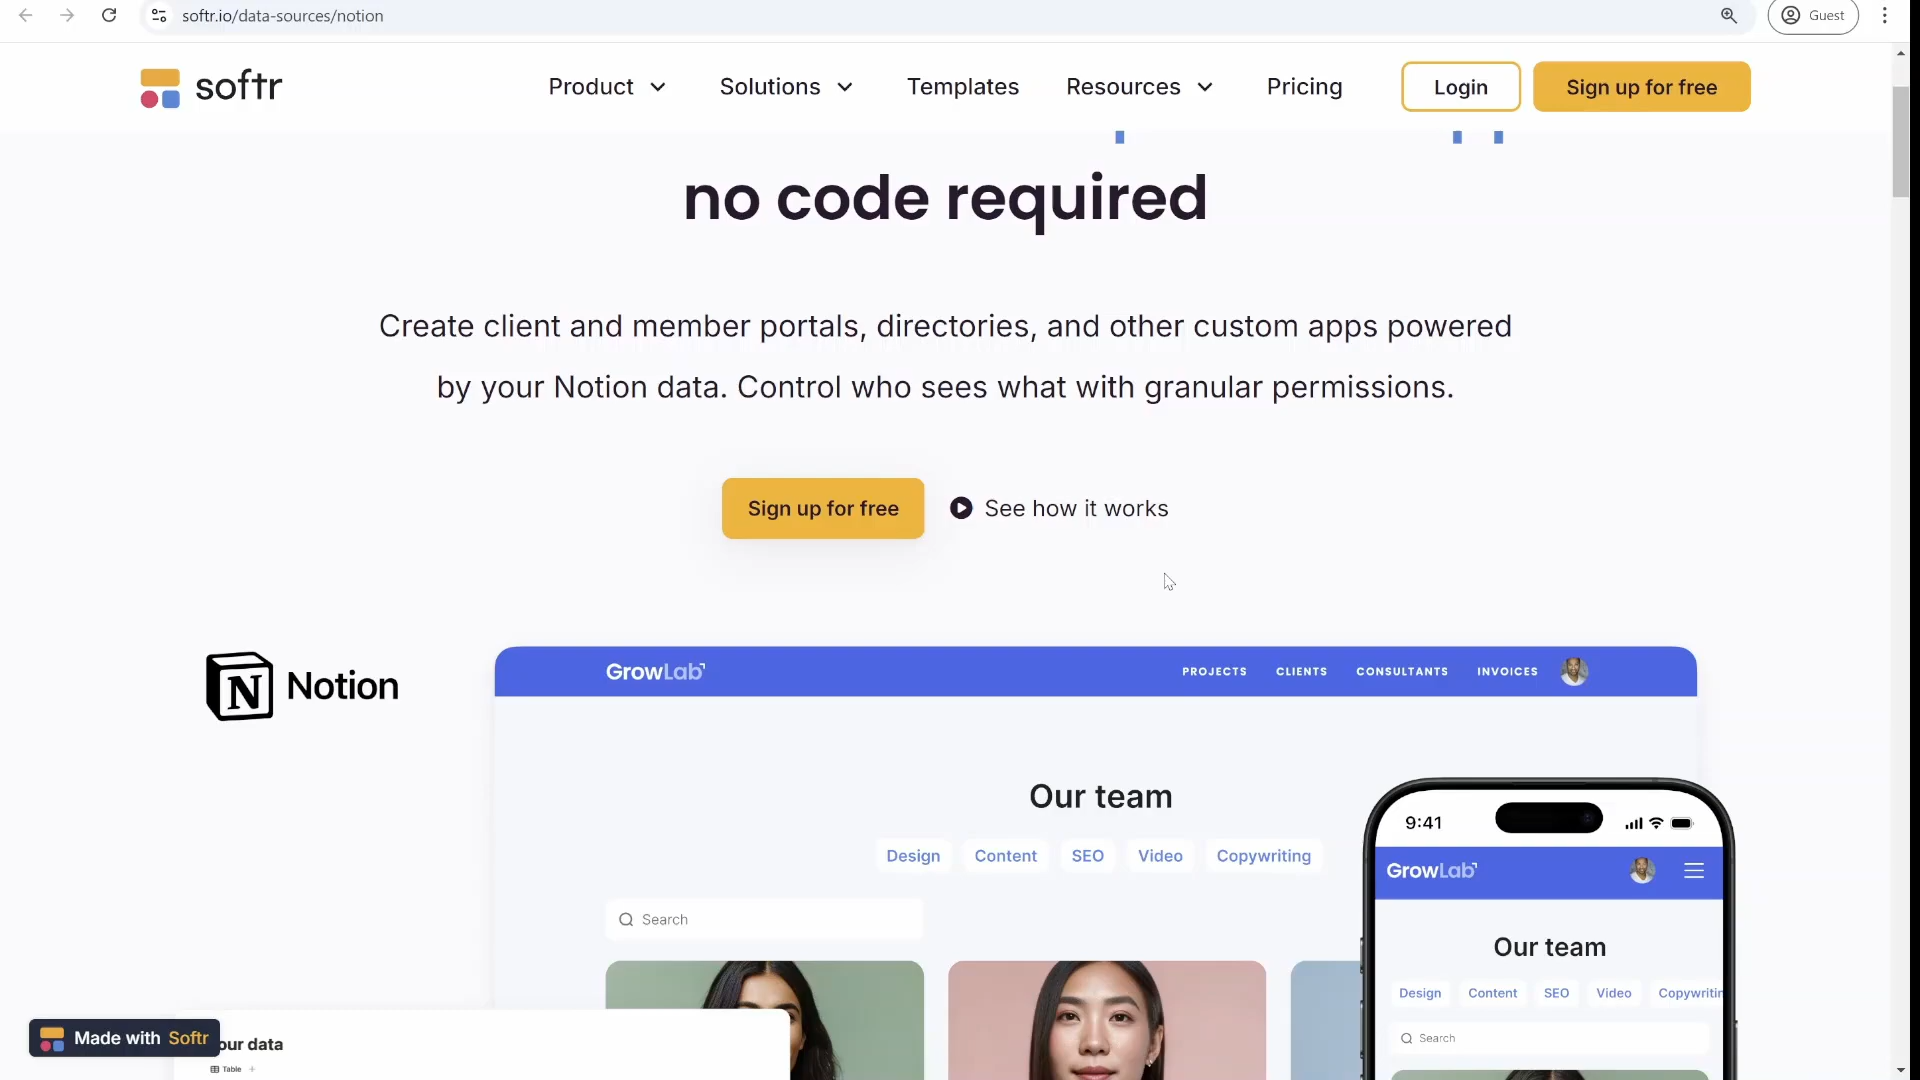 softr.io/data-sources/notion
Guest
softr
Product
Solutions
Templates
Resources
Pricing
Login
Sign up for free
no code required
Create client and member portals, directories, and other custom apps powered
by your Notion data. Control who sees what with granular permissions.
Sign up for free
See how it works
Notion
GrowLab
PROJECTS
CLIENTS
CONSULTANTS
INVOICES
Our team
Design
Content
SEO
Video
Copywriting
Search
9:41
GrowLab
Our team
Design
Content
SEO
Video
Copywritin
Search
Made with Softr
our data
Table